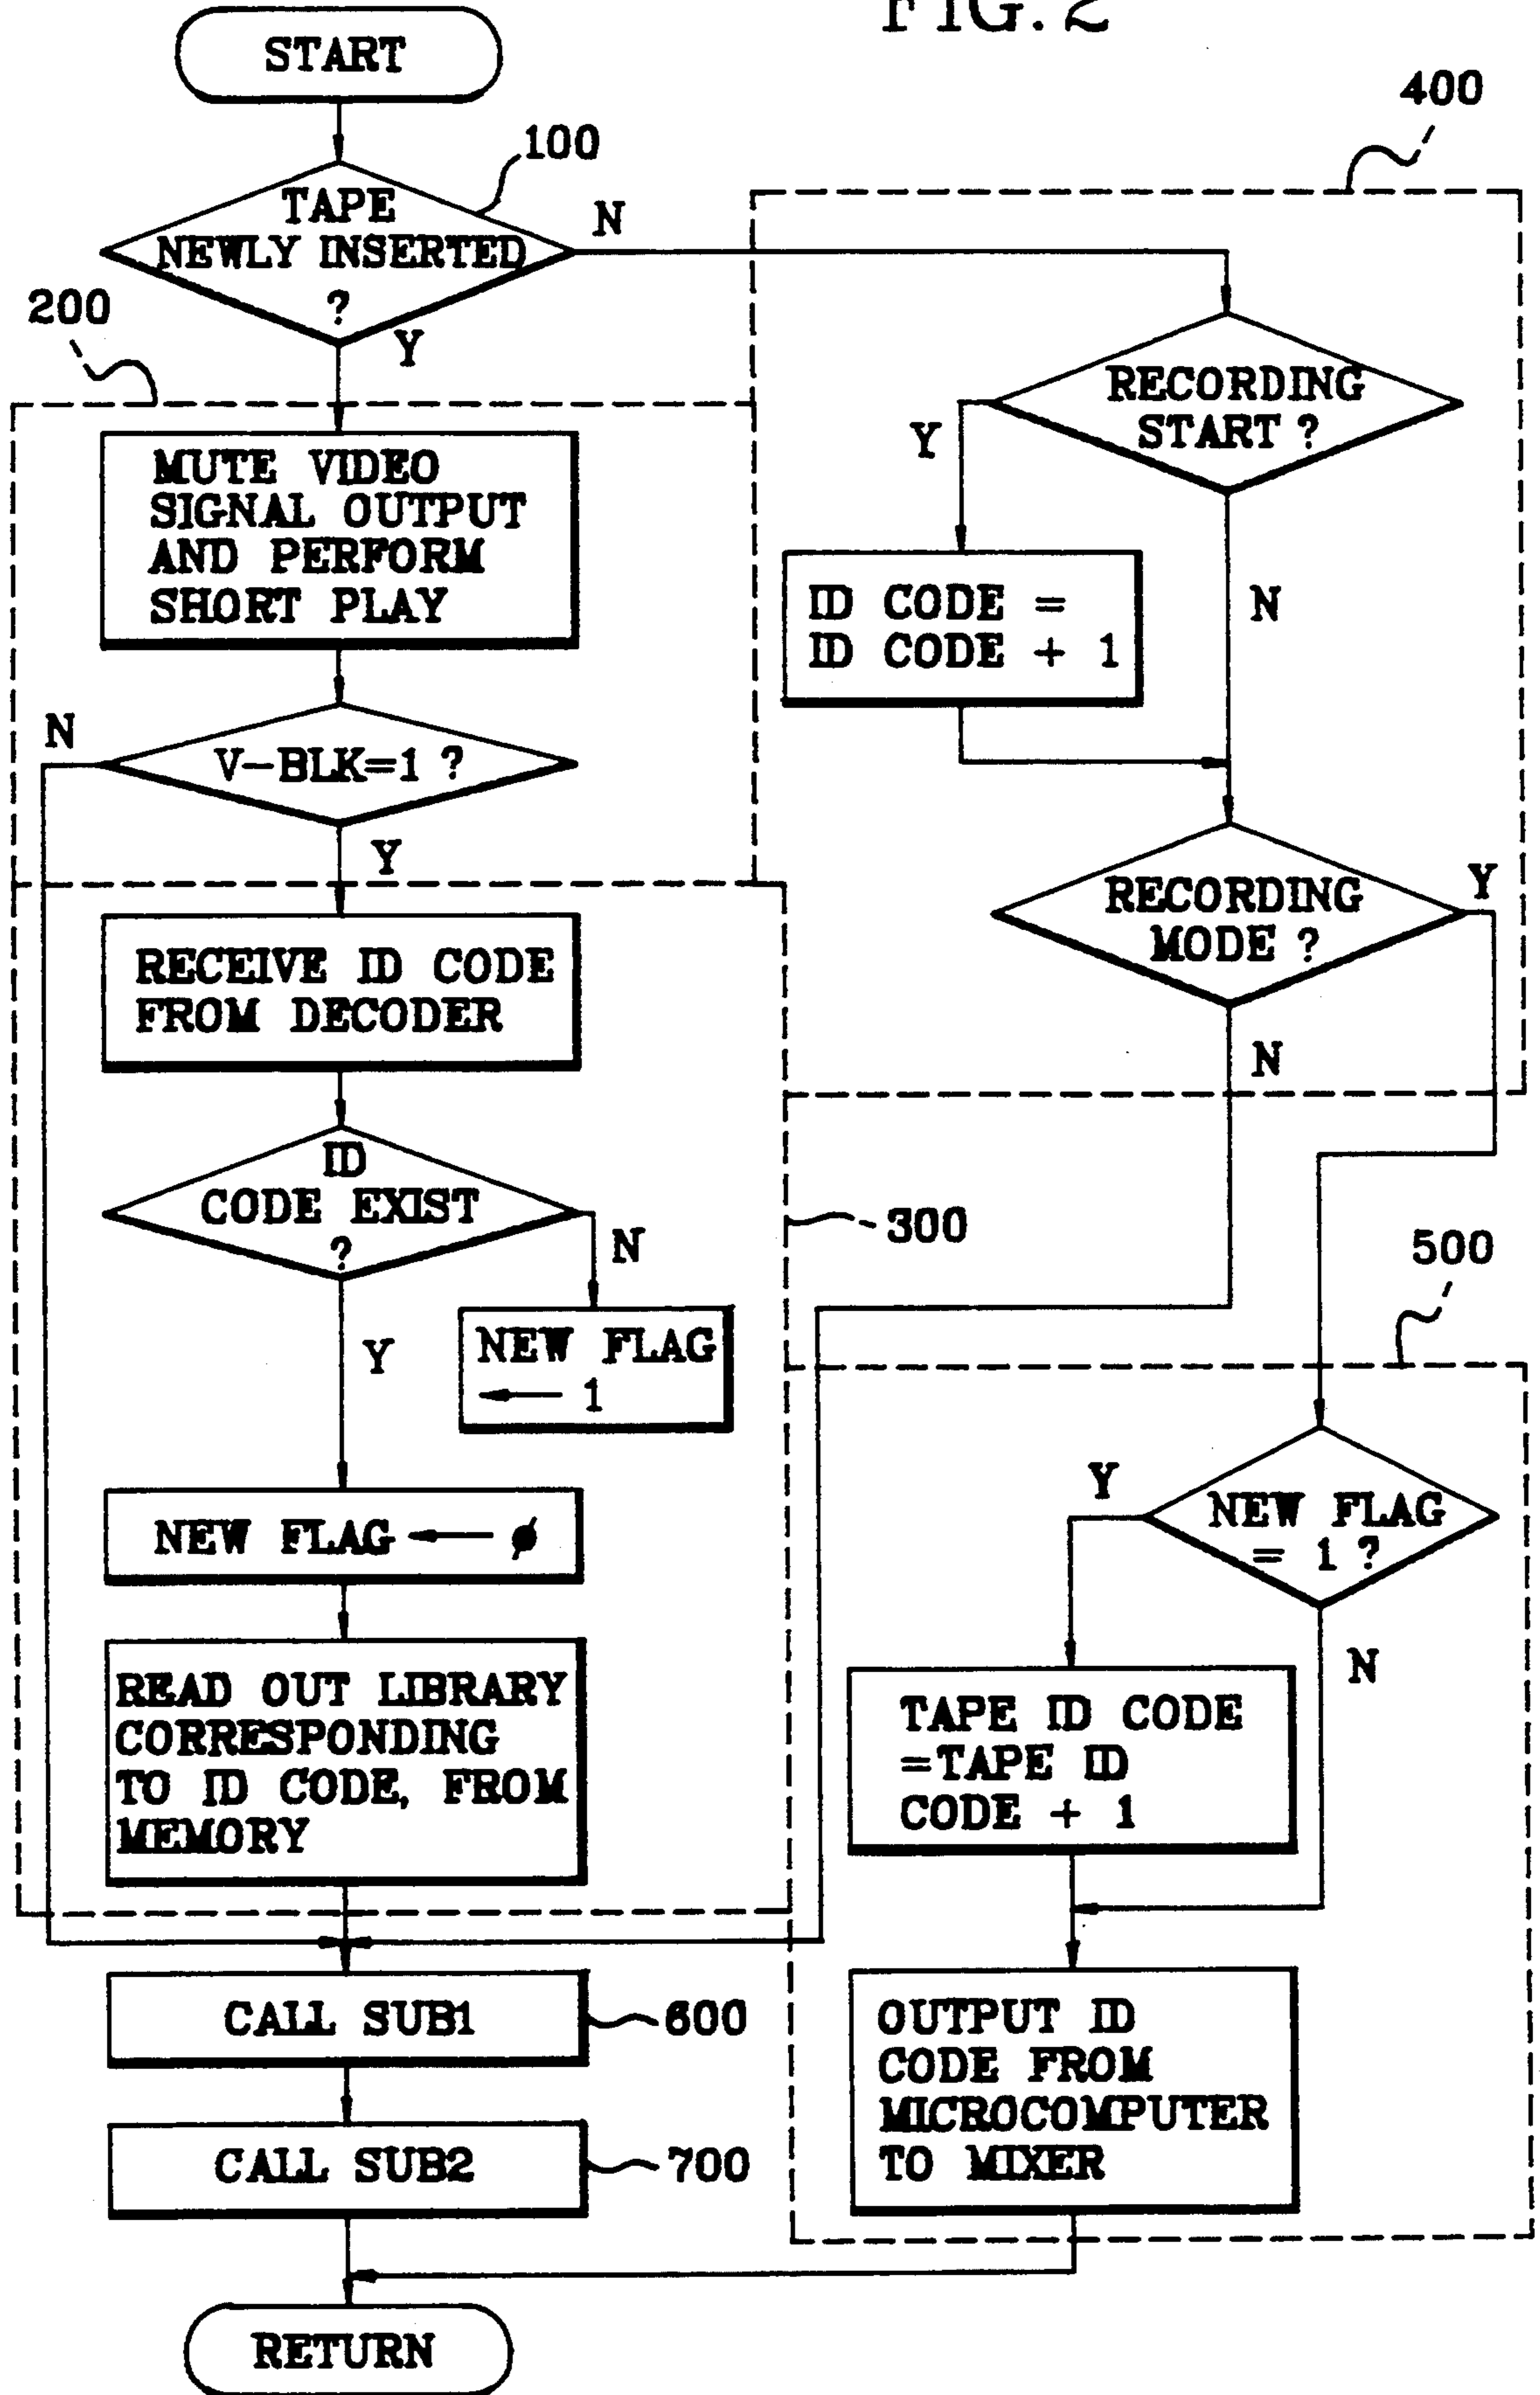 FIG. 2
START
100
TAPE
NEWLY INSERTED
?
N
Y
200
MUTE VIDEO
SIGNAL OUTPUT
AND PERFORM
SHORT PLAY
N
V-BLK=1 ?
Y
RECEIVE ID CODE
FROM DECODER
ID
CODE EXIST
?
N
Y
NEW FLAG
← 1
NEW FLAG ← ø
READ OUT LIBRARY
CORRESPONDING
TO ID CODE, FROM
MEMORY
300
CALL SUB1
600
CALL SUB2
700
RETURN
400
RECORDING
START ?
Y
N
ID CODE =
ID CODE + 1
RECORDING
MODE ?
Y
N
500
NEW FLAG
= 1 ?
Y
N
TAPE ID CODE
=TAPE ID
CODE + 1
OUTPUT ID
CODE FROM
MICROCOMPUTER
TO MIXER